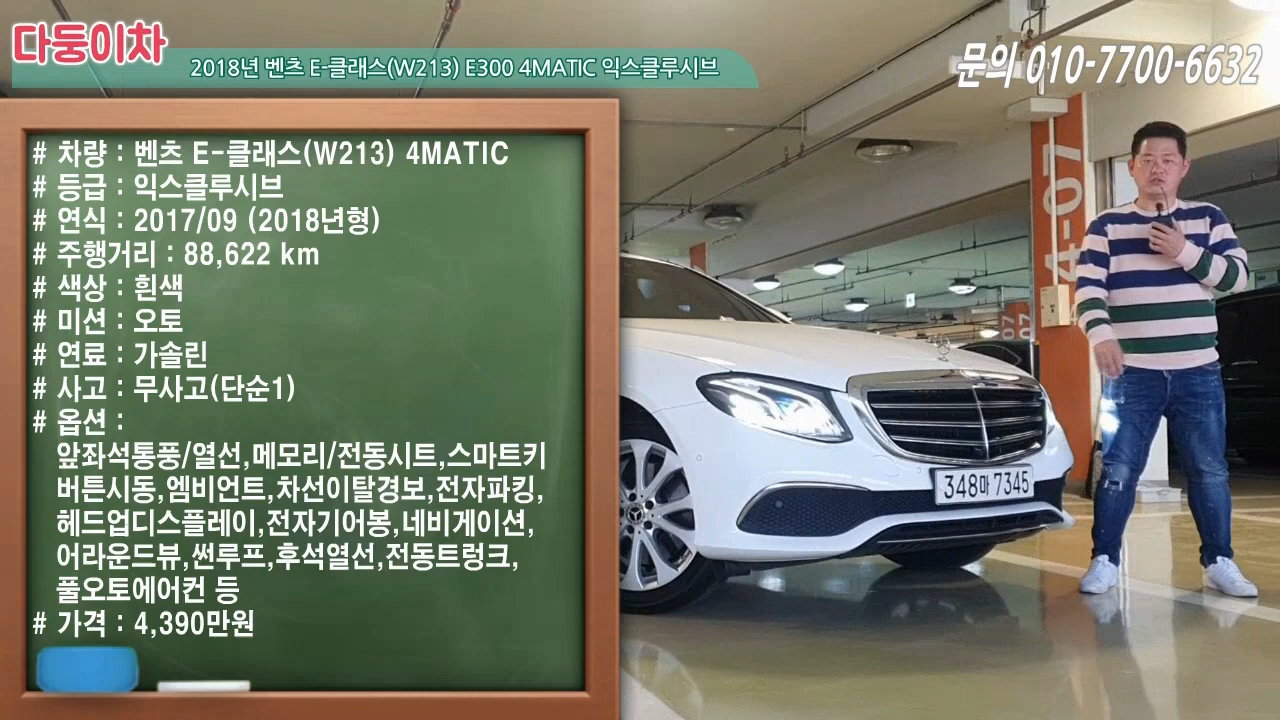 다둥이차
2018년 벤츠 E-클래스(W213) E300 4MATIC 익스클루시브
문의 010-7700-6632
# 차량 : 벤츠 E-클래스(W213) 4MATIC
# 등급 : 익스클루시브
# 연식 : 2017/09 (2018년형)
# 주행거리 : 88,622 km
# 색상 : 흰색
# 미션 : 오토
# 연료 : 가솔린
# 사고 : 무사고(단순1)
# 옵션 :
앞좌석통풍/열선,메모리/전동시트,스마트키
버튼시동,엠비언트,차선이탈경보,전자파킹,
헤드업디스플레이,전자기어봉,네비게이션,
어라운드뷰,썬루프,후석열선,전동트렁크,
풀오토에어컨 등
# 가격 : 4,390만원
4-07
07
07
348마 7345